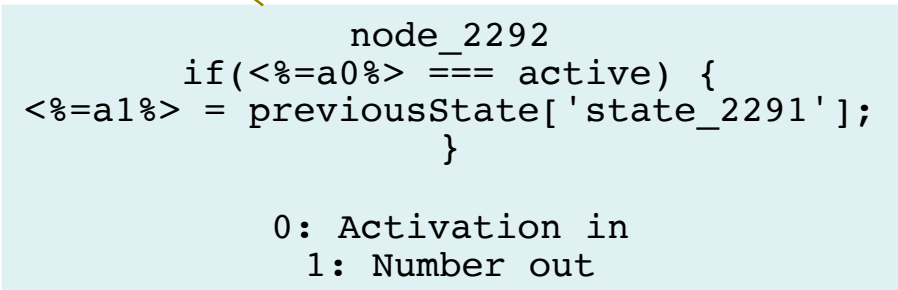 node_2292
if(<%=a0%> === active) {
<%=a1%> = previousState['state_2291'];
}
0: Activation in
1: Number out